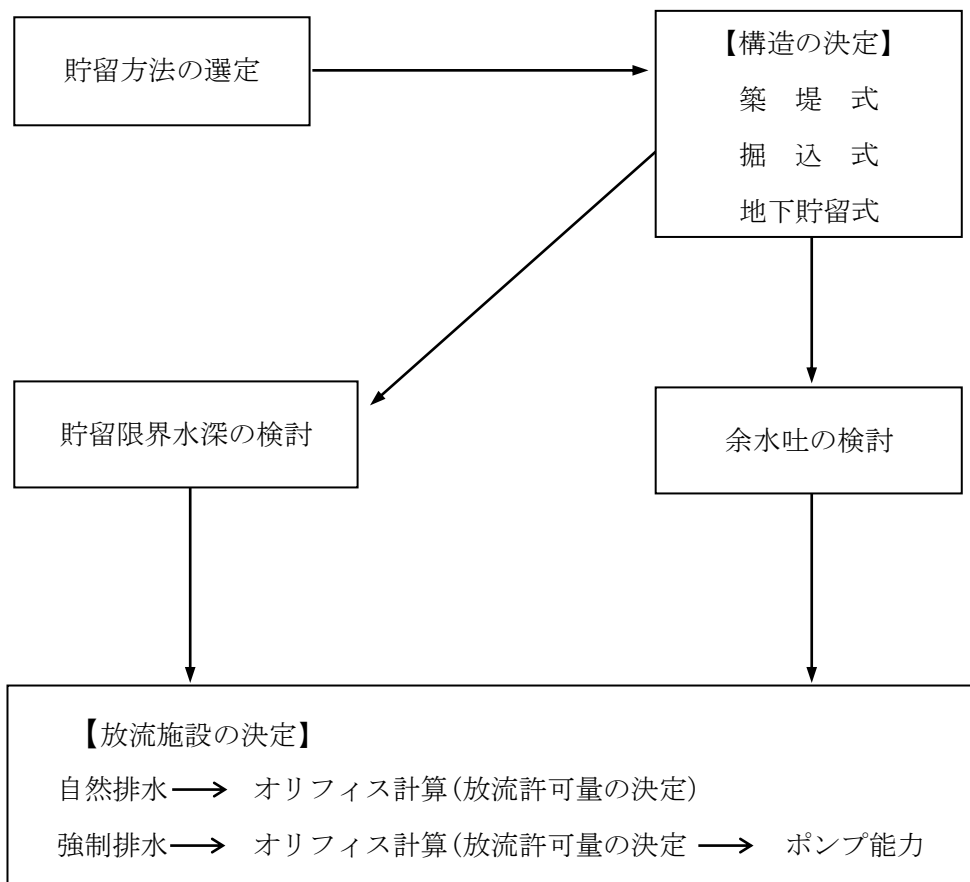 貯留方法の選定
【構造の決定】
築　堤　式
掘　込　式
地下貯留式
貯留限界水深の検討
余水吐の検討
【放流施設の決定】
自然排水→　オリフィス計算(放流許可量の決定)
強制排水→　オリフィス計算(放流許可量の決定　→　ポンプ能力